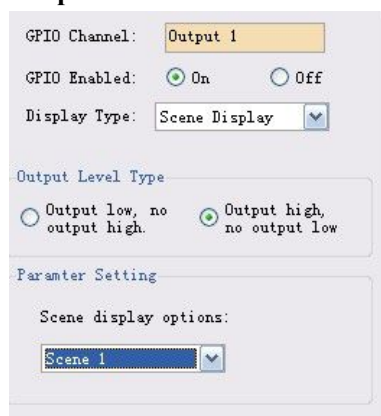 GPIO Channel: Output 1
GPIO Enabled: On Off
Display Type: Scene Display
Output Level Type
Output low, no output high.
Output high, no output low
Paramter Setting
Scene display options:
Scene 1